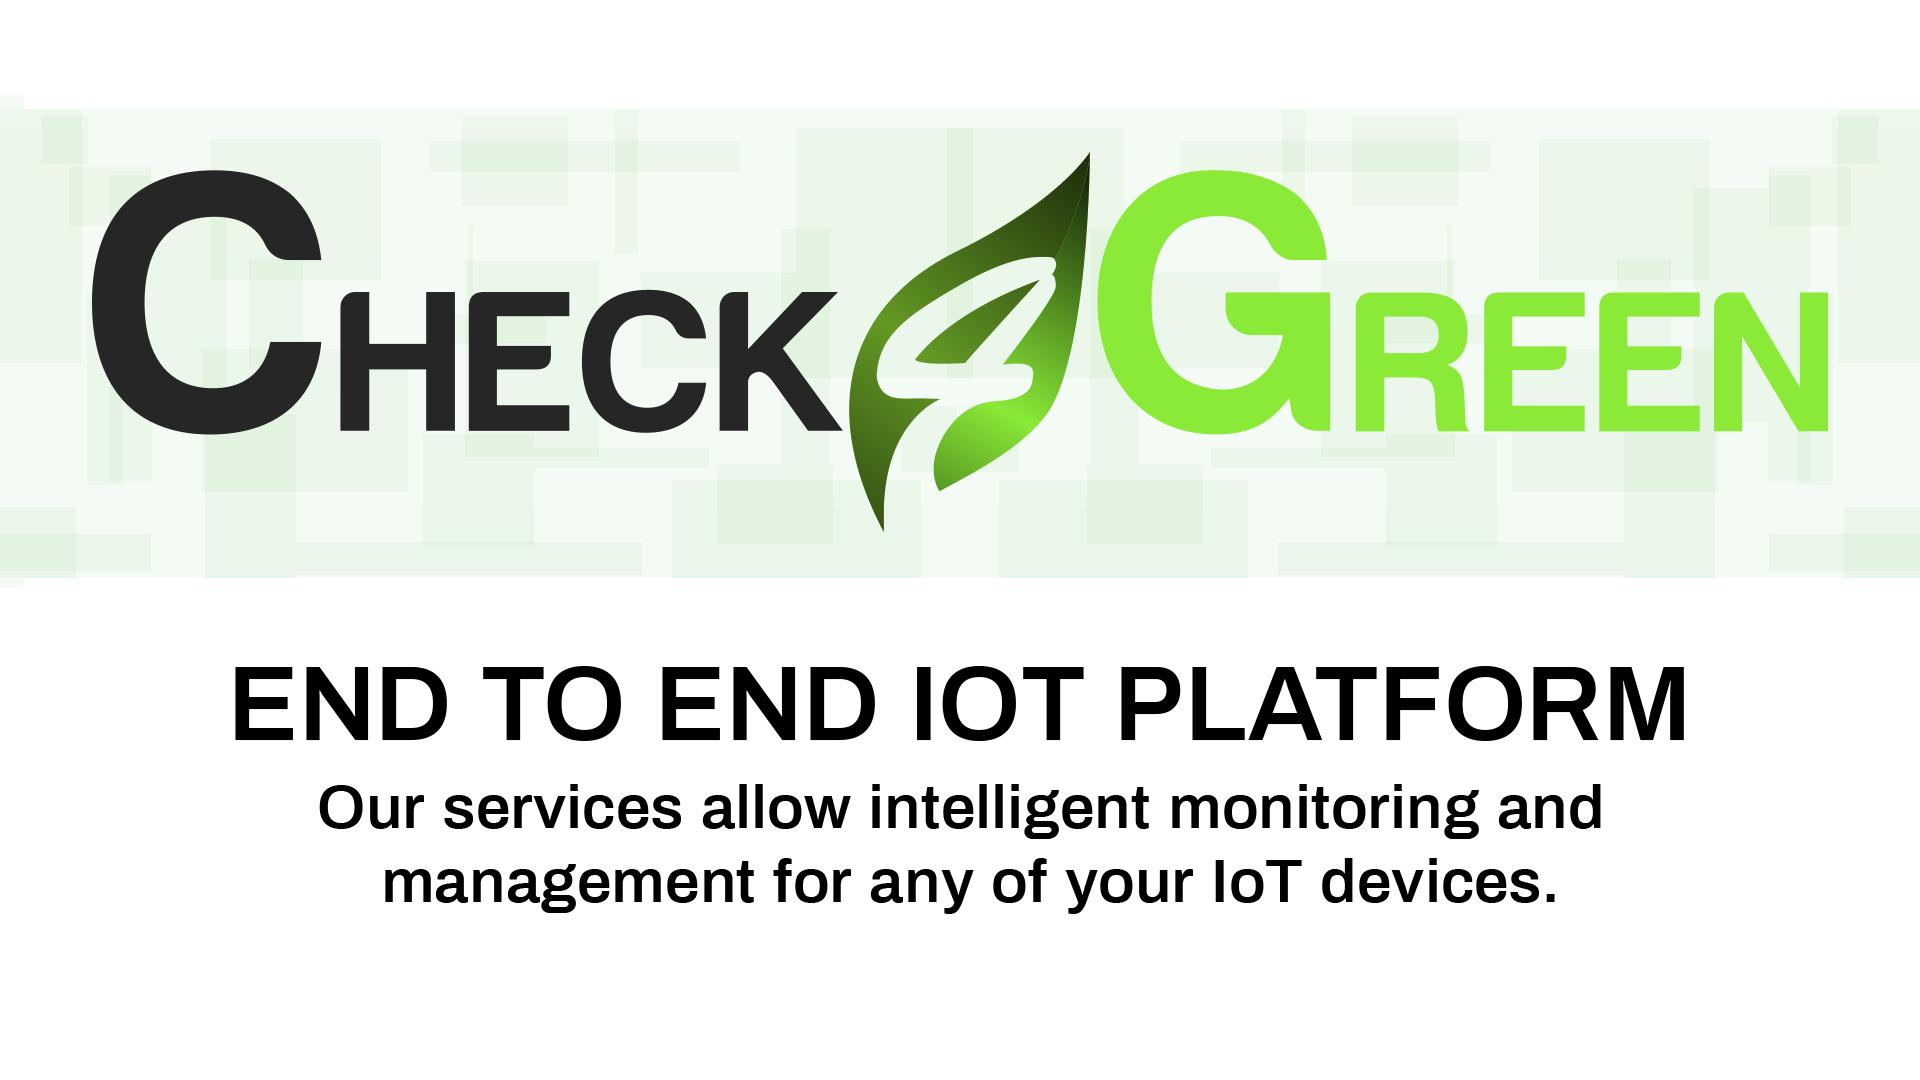 CHECK4GREEN
END TO END IOT PLATFORM
Our services allow intelligent monitoring and
management for any of your IoT devices.